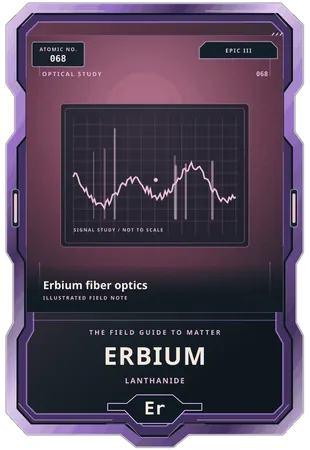 ATOMIC NO.
068
EPIC III
OPTICAL STUDY
068
SIGNAL STUDY / NOT TO SCALE
Erbium fiber optics
ILLUSTRATED FIELD NOTE
THE FIELD GUIDE TO MATTER
ERBIUM
LANTHANIDE
Er